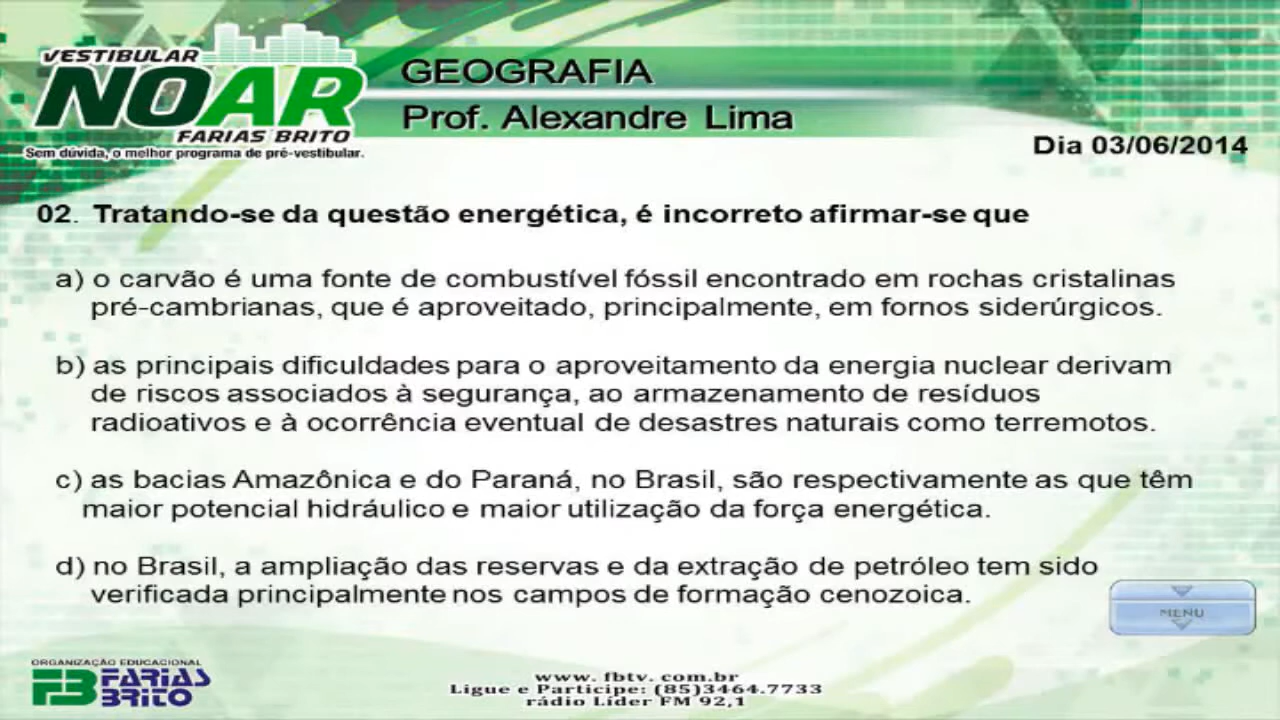 VESTIBULAR
NOAR
FARIAS BRITO
Sem dúvida, o melhor programa de pré-vestibular.
GEOGRAFIA
Prof. Alexandre Lima
Dia 03/06/2014
02. Tratando-se da questão energética, é incorreto afirmar-se que
a) o carvão é uma fonte de combustível fóssil encontrado em rochas cristalinas
pré-cambrianas, que é aproveitado, principalmente, em fornos siderúrgicos.
b) as principais dificuldades para o aproveitamento da energia nuclear derivam
de riscos associados à segurança, ao armazenamento de resíduos
radioativos e à ocorrência eventual de desastres naturais como terremotos.
c) as bacias Amazônica e do Paraná, no Brasil, são respectivamente as que têm
maior potencial hidráulico e maior utilização da força energética.
d) no Brasil, a ampliação das reservas e da extração de petróleo tem sido
verificada principalmente nos campos de formação cenozoica.
MENU
ORGANIZAÇÃO EDUCACIONAL
FB FARIAS
BRITO
www. fbtv. com.br
Ligue e Participe: (85)3464.7733
rádio Líder FM 92,1